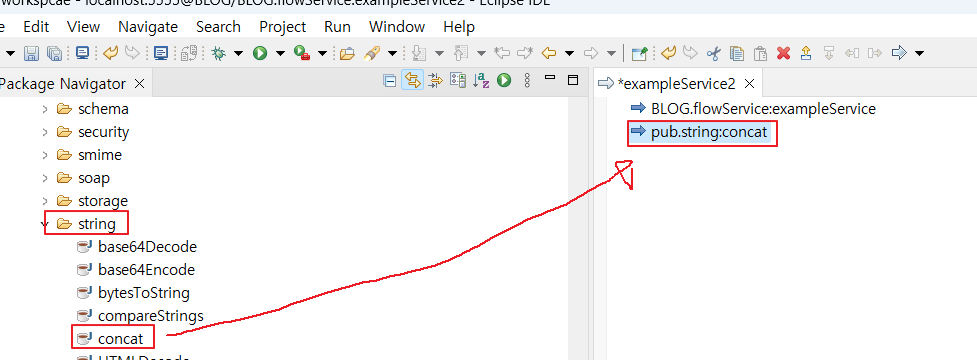 workspcae - localhost:5555@BLOG/BLOG.flowService.exampleService2 - Eclipse IDE
Edit View Navigate Search Project Run Window Help
Package Navigator
schema
security
smime
soap
storage
string
base64Decode
base64Encode
bytesToString
compareStrings
concat
HTMLDecode
*exampleService2
BLOG.flowService:exampleService
pub.string:concat